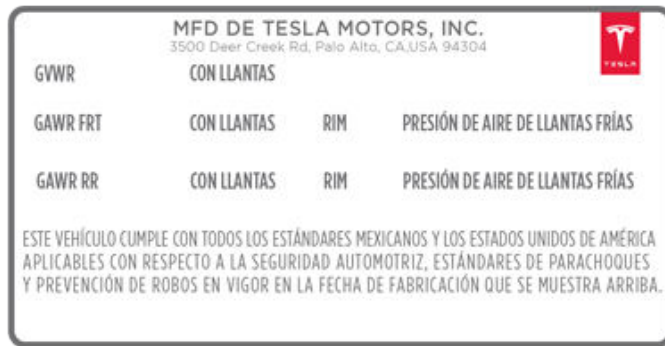 MFD DE TESLA MOTORS, INC.
3500 Deer Creek Rd, Palo Alto, CA,USA 94304
TESLA
GVWR CON LLANTAS
GAWR FRT CON LLANTAS RIM PRESIÓN DE AIRE DE LLANTAS FRÍAS
GAWR RR CON LLANTAS RIM PRESIÓN DE AIRE DE LLANTAS FRÍAS
ESTE VEHÍCULO CUMPLE CON TODOS LOS ESTÁNDARES MEXICANOS Y LOS ESTADOS UNIDOS DE AMÉRICA
APLICABLES CON RESPECTO A LA SEGURIDAD AUTOMOTRIZ, ESTÁNDARES DE PARACHOQUES
Y PREVENCIÓN DE ROBOS EN VIGOR EN LA FECHA DE FABRICACIÓN QUE SE MUESTRA ARRIBA.